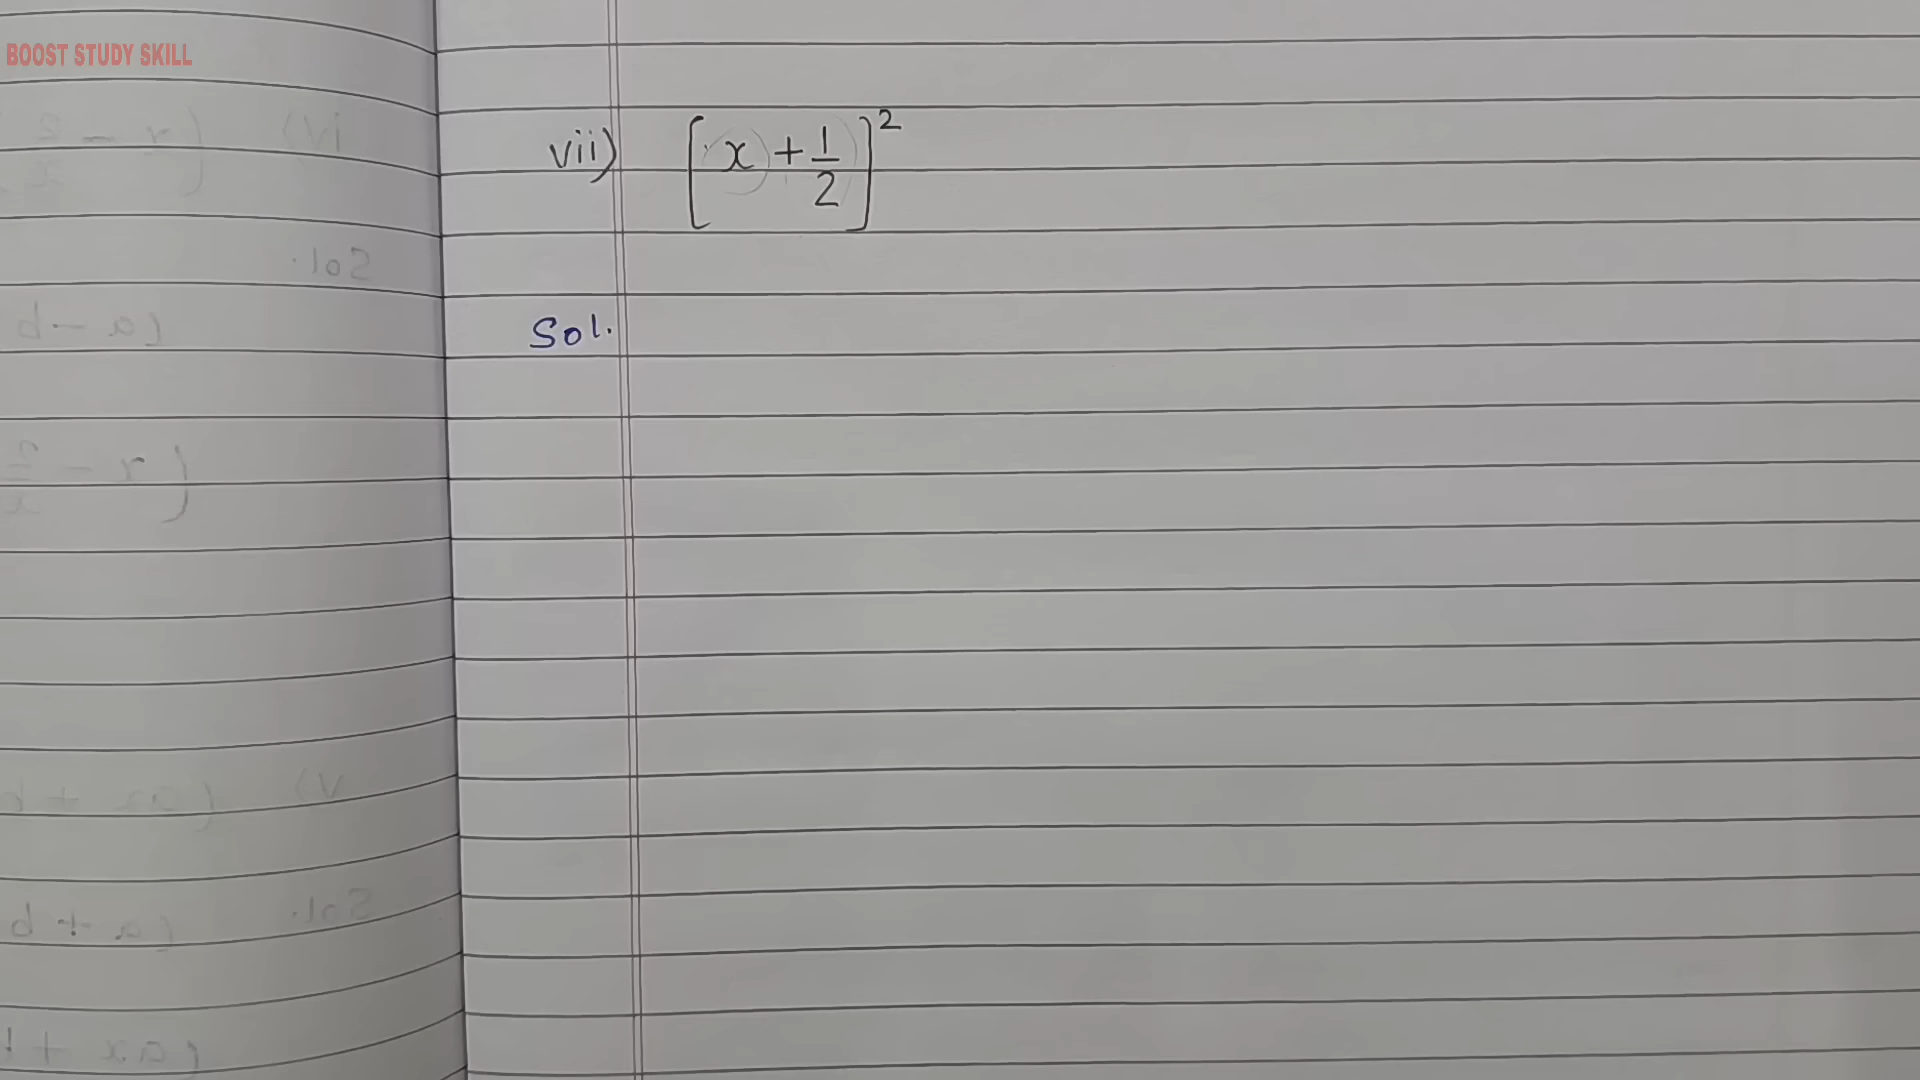 BOOST STUDY SKILL
vii) [x + 1/2]²
Sol.